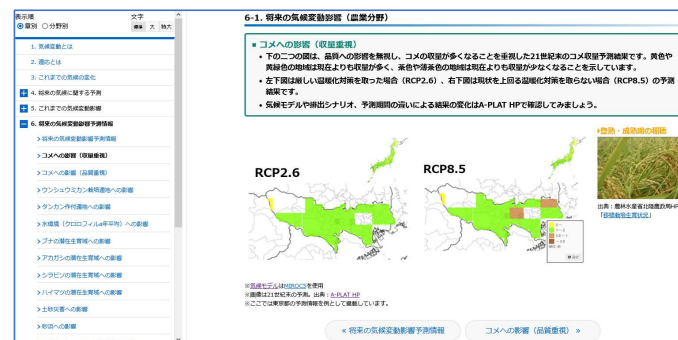 表示順
文字
章別 分野別
標準 大 特大
1. 気候変動とは
2. 適応とは
3. これまでの気候の変化
4. 将来の気候に関する予測
5. これまでの気候変動影響
6. 将来の気候変動影響予測情報
>将来の気候変動影響予測情報
>コメへの影響（収量重視）
>コメへの影響（品質重視）
>ウンシュウミカン栽培適地への影響
>タンカン作付適地への影響
>水環境（クロロフィルa年平均）への影響
>ブナの潜在生育域への影響
>アカガシの潜在生育域への影響
>シラビソの潜在生育域への影響
>ハイマツの潜在生育域への影響
>土砂災害への影響
>砂浜への影響
6-1. 将来の気候変動影響（農業分野）
コメへの影響（収量重視）
• 下の二つの図は、品質への影響を無視し、コメの収量が多くなることを重視した21世紀末のコメ収量予測結果です。黄色や
黄緑色の地域は現在よりも収量が多く、茶色や薄茶色の地域は現在よりも収量が少なくなることを示しています。
• 左下図は厳しい温暖化対策を取った場合（RCP2.6）、右下図は現状を上回る温暖化対策を取らない場合（RCP8.5）の予測
結果です。
• 気候モデルや排出シナリオ、予測期間の違いによる結果の変化はA-PLAT HPで確認してみましょう。
RCP2.6
RCP8.5
登熟・成熟期の稲穂
出典：農林水産省北陸農政局HP
「移植栽培生育状況」
※気候モデルはMIROC5を使用
※画像は21世紀末の予測。出典：A-PLAT HP
※ここでは東京都の予測情報を例として掲載しています。
« 将来の気候変動影響予測情報
コメへの影響（品質重視） »